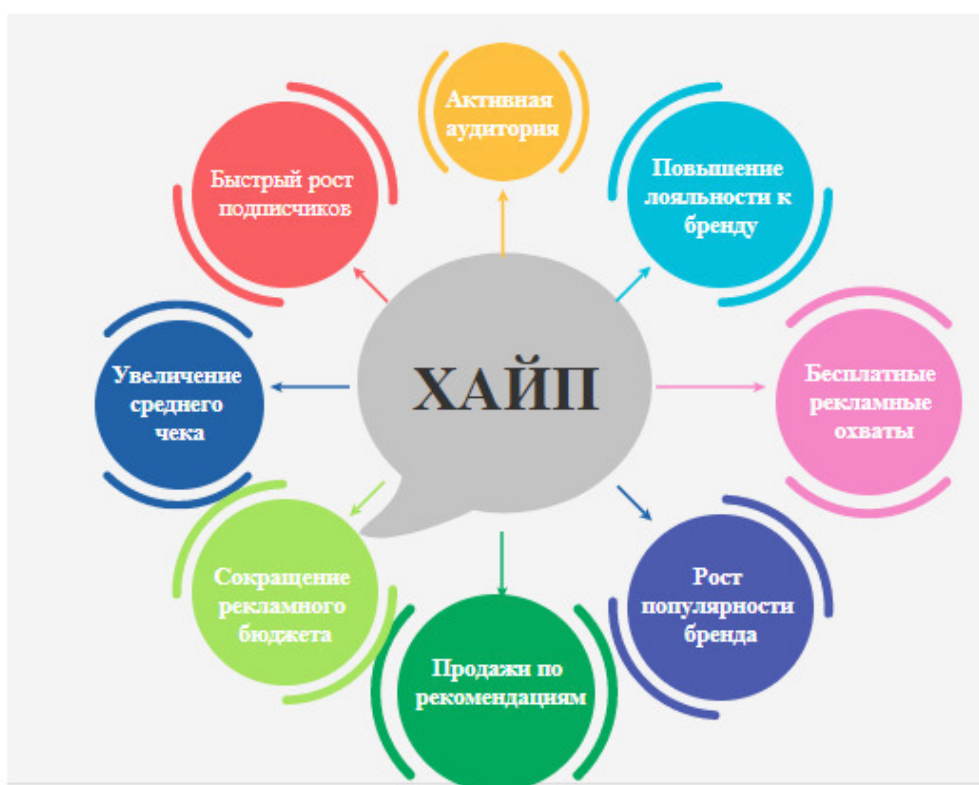 Активная
аудитория
Повышение
лояльности к
бренду
Быстрый рост
подписчиков
ХАЙП
Бесплатные
рекламные
охваты
Увеличение
среднего
чека
Сокращение
рекламного
бюджета
Рост
популярности
бренда
Продажи по
рекомендациям